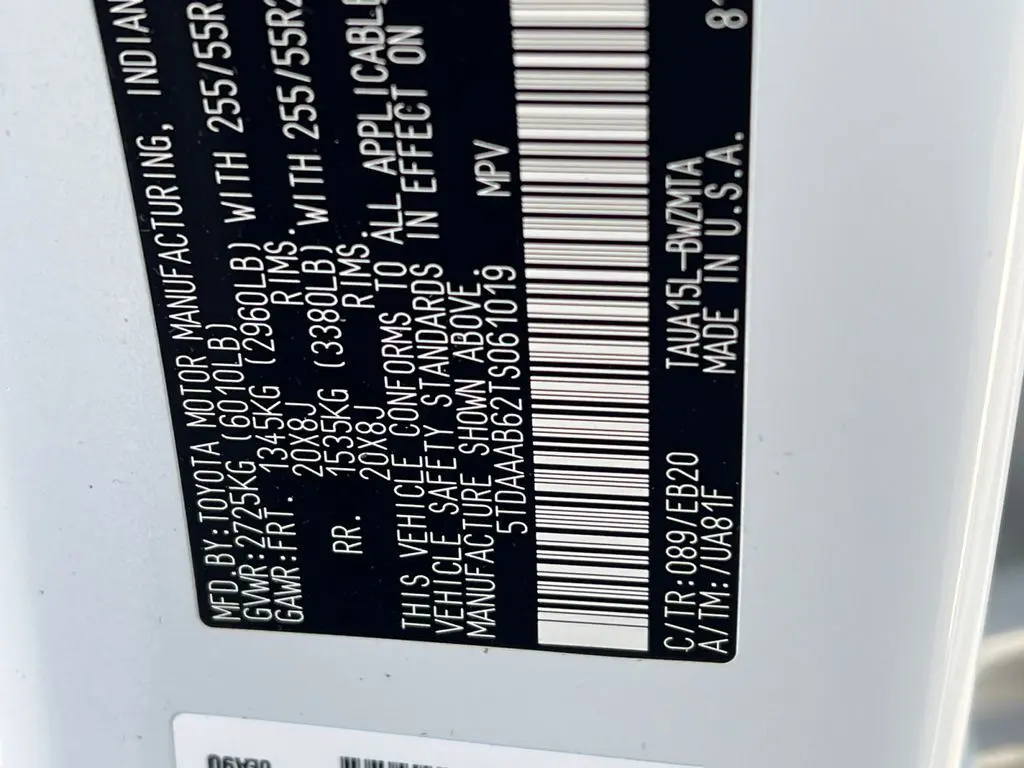 MFD.BY:TOYOTA MOTOR MANUFACTURING, INDIAN
GVWR:2725KG (6010LB)
GAWR:FRT. 1345KG (2960LB) WITH 255/55R
20X8J RIMS.
RR. 1535KG (3380LB) WITH 255/55R2
20X8J RIMS.
THIS VEHICLE CONFORMS TO ALL APPLICABLE
VEHICLE SAFETY STANDARDS IN EFFECT ON
MANUFACTURE SHOWN ABOVE.
5TDAAAB62TS061019 MPV
C/TR:089/EB20 TAUA15L-BWZMTA
A/TM:/UA81F MADE IN U.S.A. 81